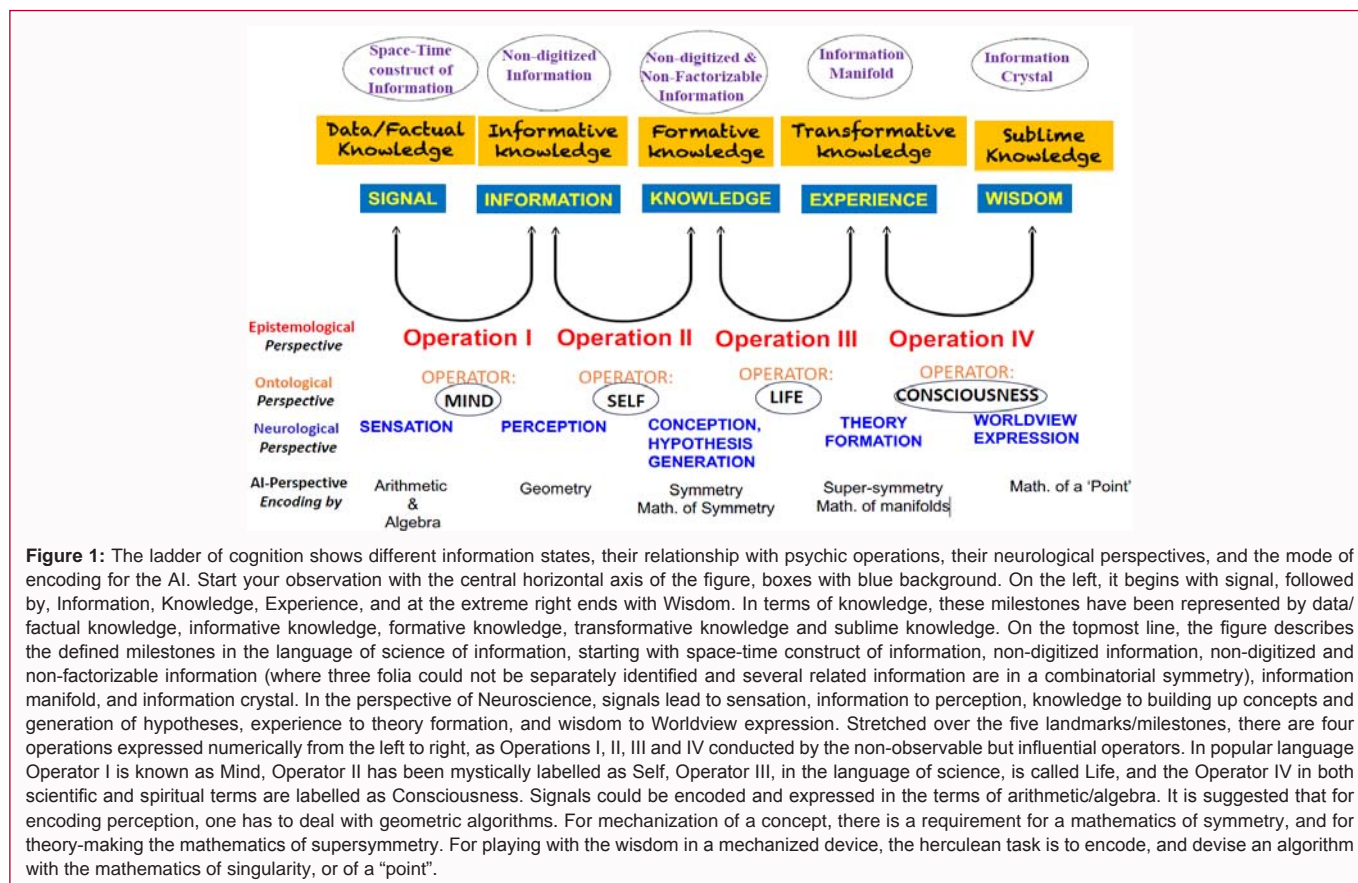 Space-Time
construct of
Information
Non-digitized
Information
Non-digitized &
Non-Factorizable
Information
Information
Manifold
Information
Crystal
Data/Factual
Knowledge
Informative
knowledge
Formative
knowledge
Transformative
knowledge
Sublime
Knowledge
SIGNAL
INFORMATION
KNOWLEDGE
EXPERIENCE
WISDOM
Epistemological
Perspective
Operation I
Operation II
Operation III
Operation IV
Ontological
Perspective
OPERATOR:
MIND
OPERATOR:
SELF
OPERATOR:
LIFE
OPERATOR:
CONSCIOUSNESS
Neurological
Perspective
SENSATION
PERCEPTION
CONCEPTION,
HYPOTHESIS
GENERATION
THEORY
FORMATION
WORLDVIEW
EXPRESSION
AI-Perspective
Encoding by
Arithmetic
&
Algebra
Geometry
Symmetry
Math. of Symmetry
Super-symmetry
Math. of manifolds
Math. of a 'Point'
Figure 1: The ladder of cognition shows different information states, their relationship with psychic operations, their neurological perspectives, and the mode of
encoding for the AI. Start your observation with the central horizontal axis of the figure, boxes with blue background. On the left, it begins with signal, followed
by, Information, Knowledge, Experience, and at the extreme right ends with Wisdom. In terms of knowledge, these milestones have been represented by data/
factual knowledge, informative knowledge, formative knowledge, transformative knowledge and sublime knowledge. On the topmost line, the figure describes
the defined milestones in the language of science of information, starting with space-time construct of information, non-digitized information, non-digitized and
non-factorizable information (where three folia could not be separately identified and several related information are in a combinatorial symmetry), information
manifold, and information crystal. In the perspective of Neuroscience, signals lead to sensation, information to perception, knowledge to building up concepts and
generation of hypotheses, experience to theory formation, and wisdom to Worldview expression. Stretched over the five landmarks/milestones, there are four
operations expressed numerically from the left to right, as Operations I, II, III and IV conducted by the non-observable but influential operators. In popular language
Operator I is known as Mind, Operator II has been mystically labelled as Self, Operator III, in the language of science, is called Life, and the Operator IV in both
scientific and spiritual terms are labelled as Consciousness. Signals could be encoded and expressed in the terms of arithmetic/algebra. It is suggested that for
encoding perception, one has to deal with geometric algorithms. For mechanization of a concept, there is a requirement for a mathematics of symmetry, and for
theory-making the mathematics of supersymmetry. For playing with the wisdom in a mechanized device, the herculean task is to encode, and devise an algorithm
with the mathematics of singularity, or of a “point”.